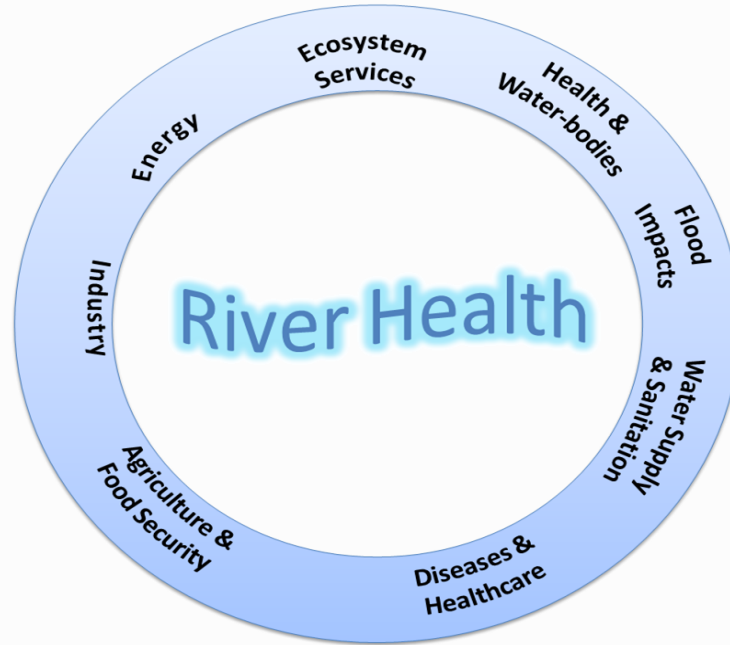 Ecosystem
Services
Health &
Water-bodies
Flood
Impacts
Water Supply
& Sanitation
Diseases &
Healthcare
Agriculture &
Food Security
Industry
Energy
River Health